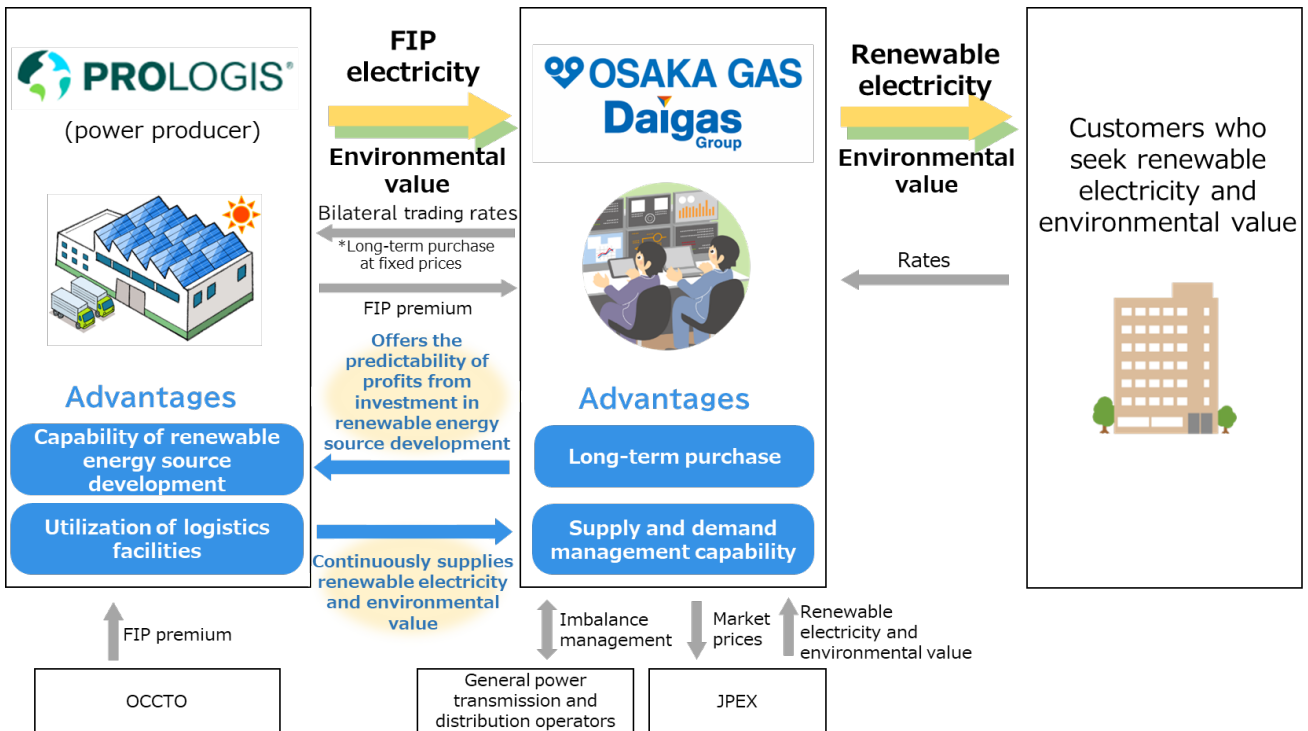 PROLOGIS®
(power producer)
Advantages
Capability of renewable
energy source
development
Utilization of logistics
facilities
FIP
electricity
Environmental
value
Bilateral trading rates
*Long-term purchase
at fixed prices
FIP premium
Offers the
predictability of
profits from
investment in
renewable energy
source development
Continuously supplies
renewable electricity
and environmental
value
OSAKA GAS
Daigas
Group
Advantages
Long-term purchase
Supply and demand
management capability
Renewable
electricity
Environmental
value
Rates
Customers who
seek renewable
electricity and
environmental value
FIP premium
OCCTO
Imbalance
management
General power
transmission and
distribution operators
Market
prices
Renewable
electricity and
environmental value
JPEX